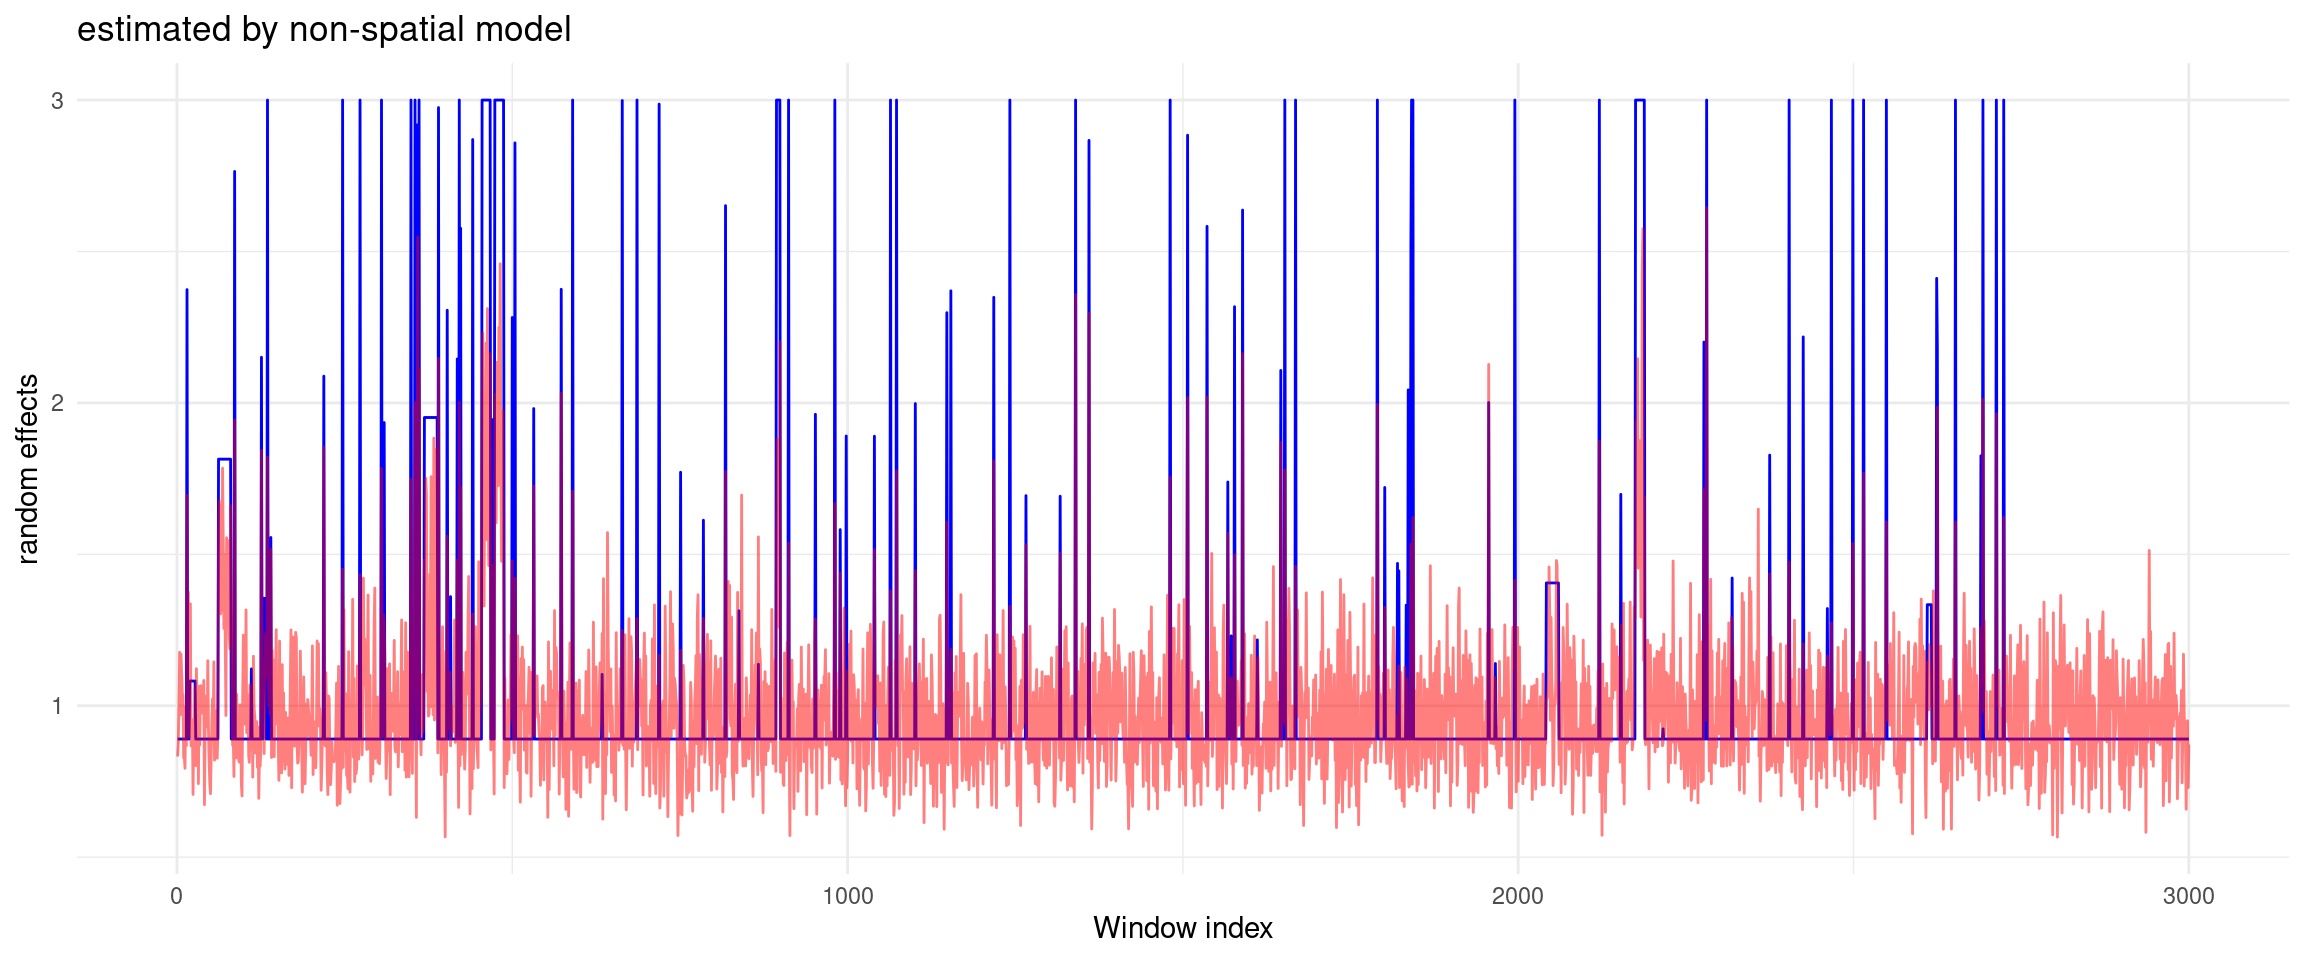 estimated by non-spatial model
3
2
1
random effects
0
1000
2000
3000
Window index